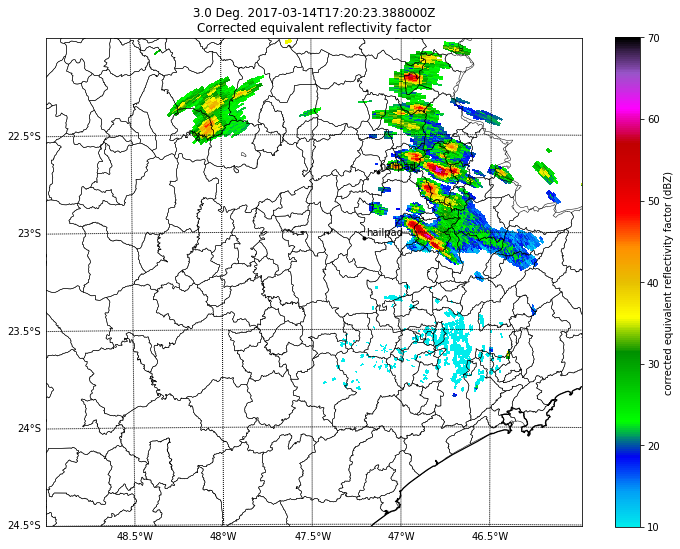 3.0 Deg. 2017-03-14T17:20:23.388000Z
Corrected equivalent reflectivity factor
22.5°S
23°S
23.5°S
24°S
24.5°S
48.5°W
48°W
47.5°W
47°W
46.5°W
hailpad
hailpad
70
60
50
40
30
20
10
corrected equivalent reflectivity factor (dBZ)